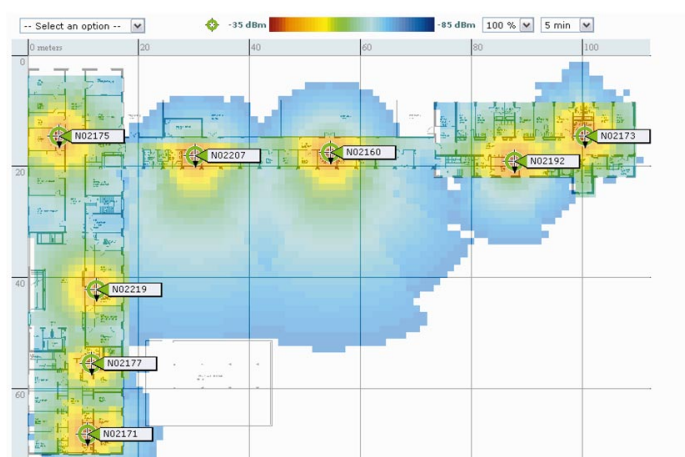 -- Select an option --
-35 dBm
-85 dBm
100 %
5 min
0 meters
20
40
60
80
100
0
N02175
N02207
N02160
N02192
N02173
20
40
N02219
N02177
60
N02171